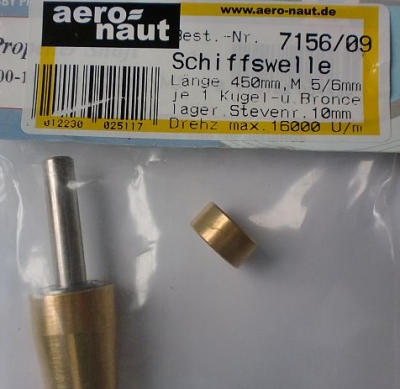 aero-
naut
www.aero-naut.de
Best.-Nr. 7156/09
Schiffswelle
Länge 450mm, M 5/6mm
je 1 Kugel-u.Bronce
lager.Stevenr.10mm
Drehz max.16000 U/m
012230 025117